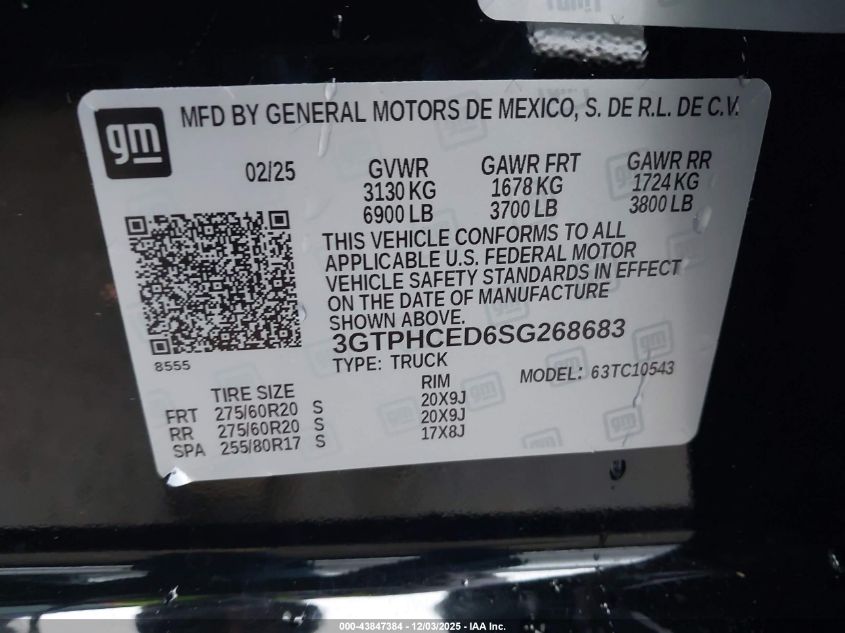 gm
MFD BY GENERAL MOTORS DE MEXICO, S. DE R.L. DE C.V.
02/25
GVWR GAWR FRT GAWR RR
3130 KG 1678 KG 1724 KG
6900 LB 3700 LB 3800 LB
THIS VEHICLE CONFORMS TO ALL
APPLICABLE U.S. FEDERAL MOTOR
VEHICLE SAFETY STANDARDS IN EFFECT
ON THE DATE OF MANUFACTURE
SHOWN ABOVE.
3GTPHCED6SG268683
8555
TYPE: TRUCK MODEL: 63TC10543
TIRE SIZE RIM
FRT 275/60R20 S 20X9J
RR 275/60R20 S 20X9J
SPA 255/80R17 S 17X8J
000-43847384 - 12/03/2025 - IAA Inc.